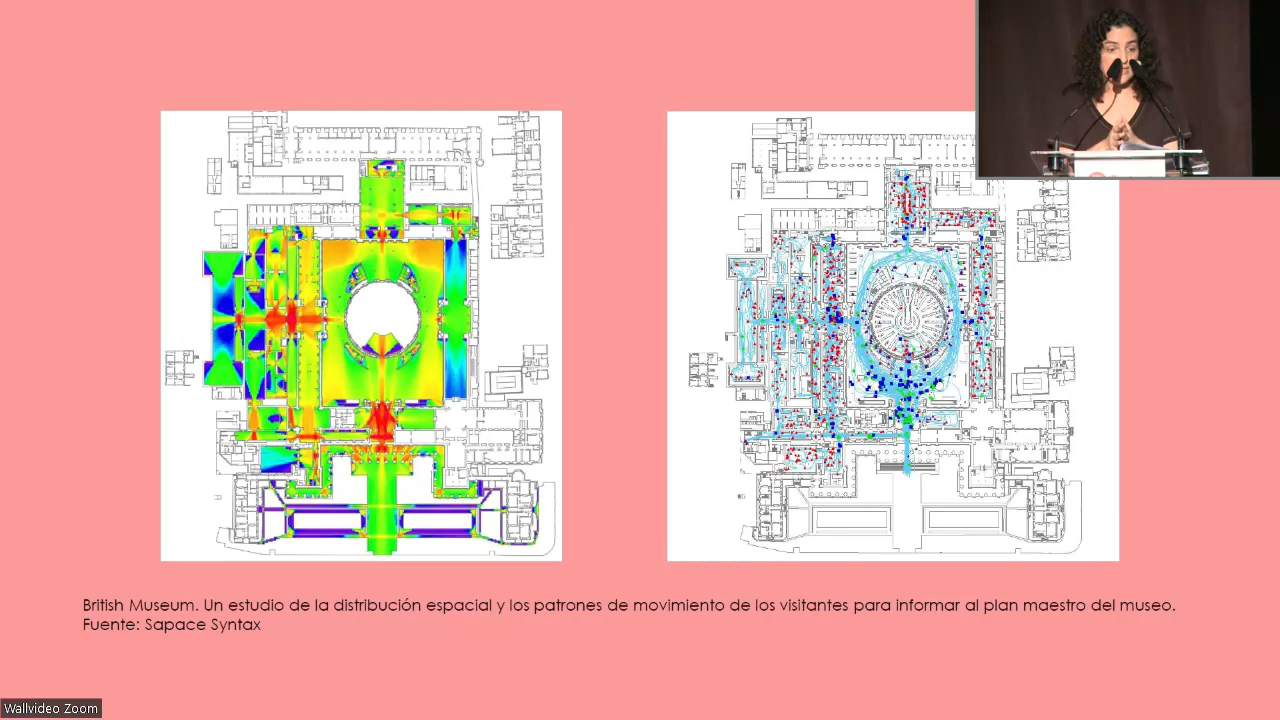 British Museum. Un estudio de la distribución espacial y los patrones de movimiento de los visitantes para informar al plan maestro del museo.
Fuente: Sapace Syntax
Wallvideo Zoom